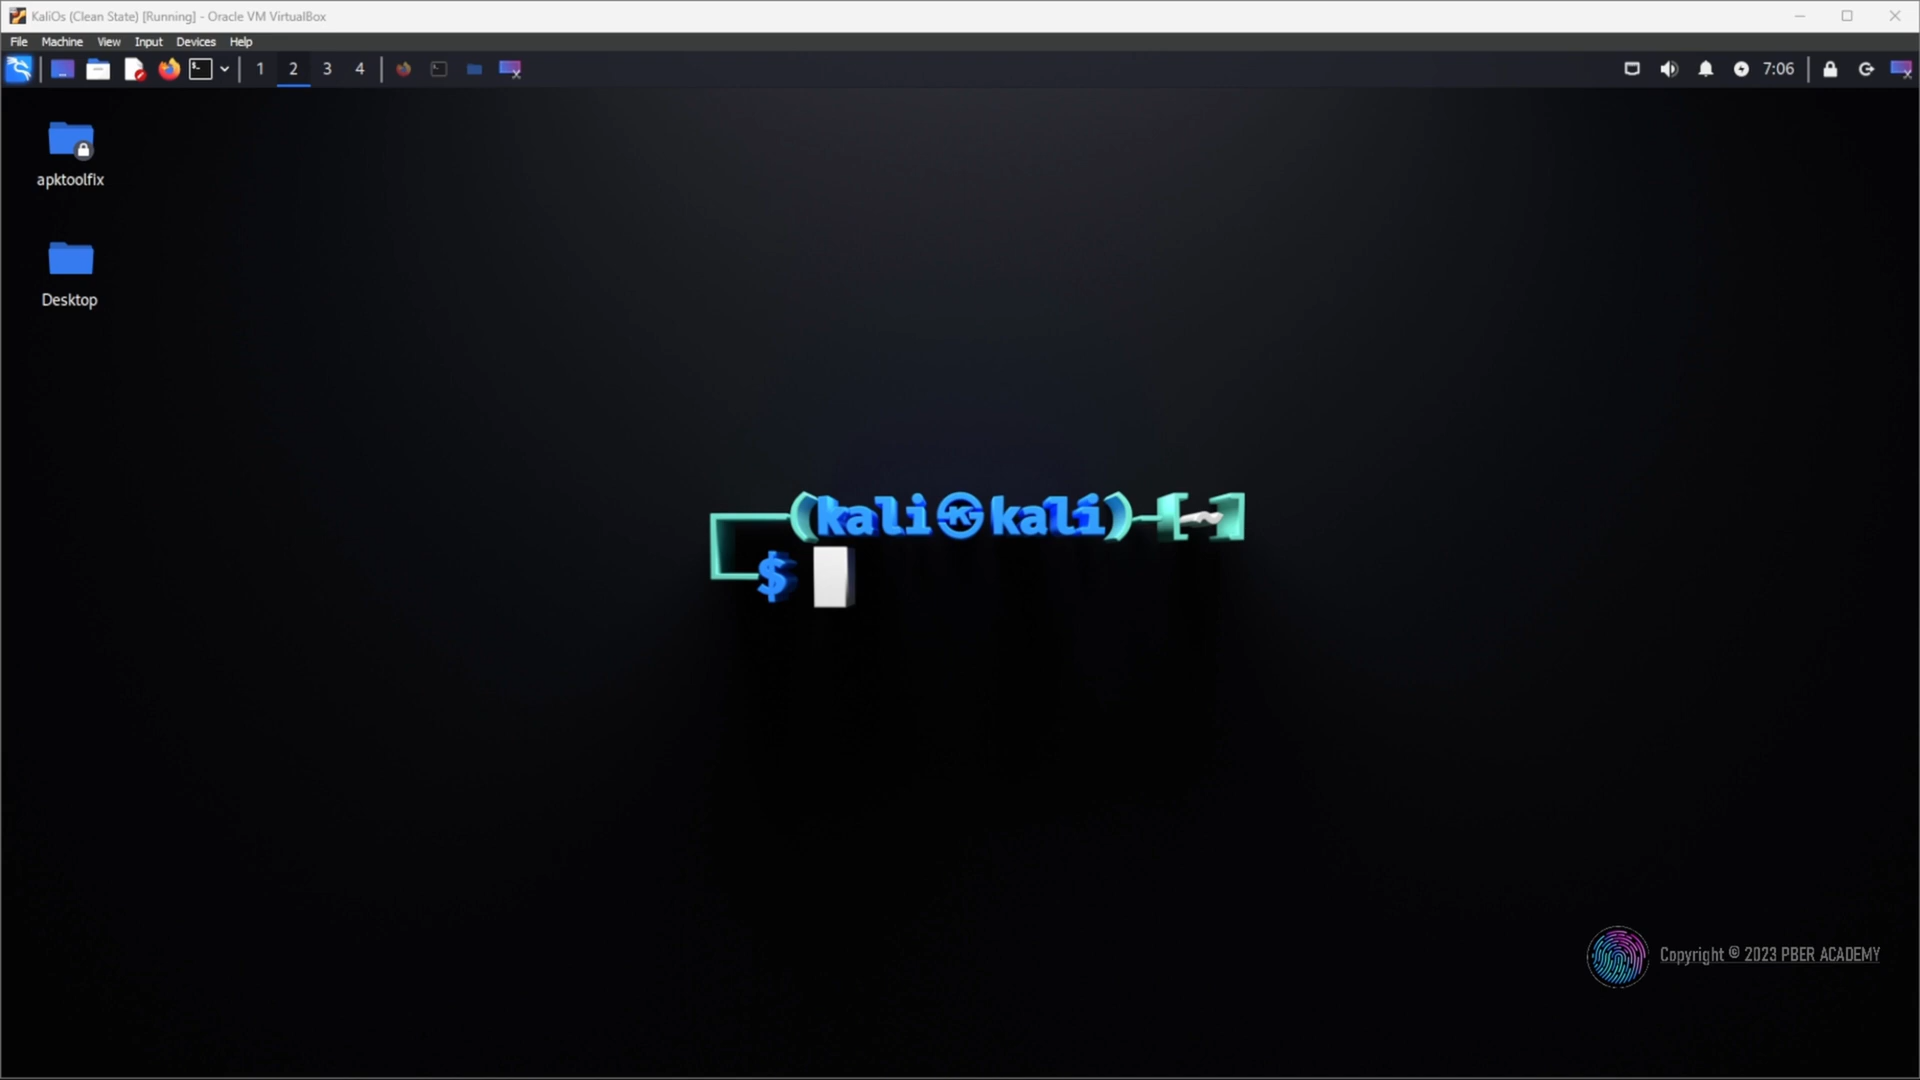 KaliOs (Clean State) [Running] - Oracle VM VirtualBox
File Machine View Input Devices Help
1 2 3 4 7:06
apktoolfix
Desktop
(kali㉿kali)-[~]
$
Copyright © 2023 PBER ACADEMY